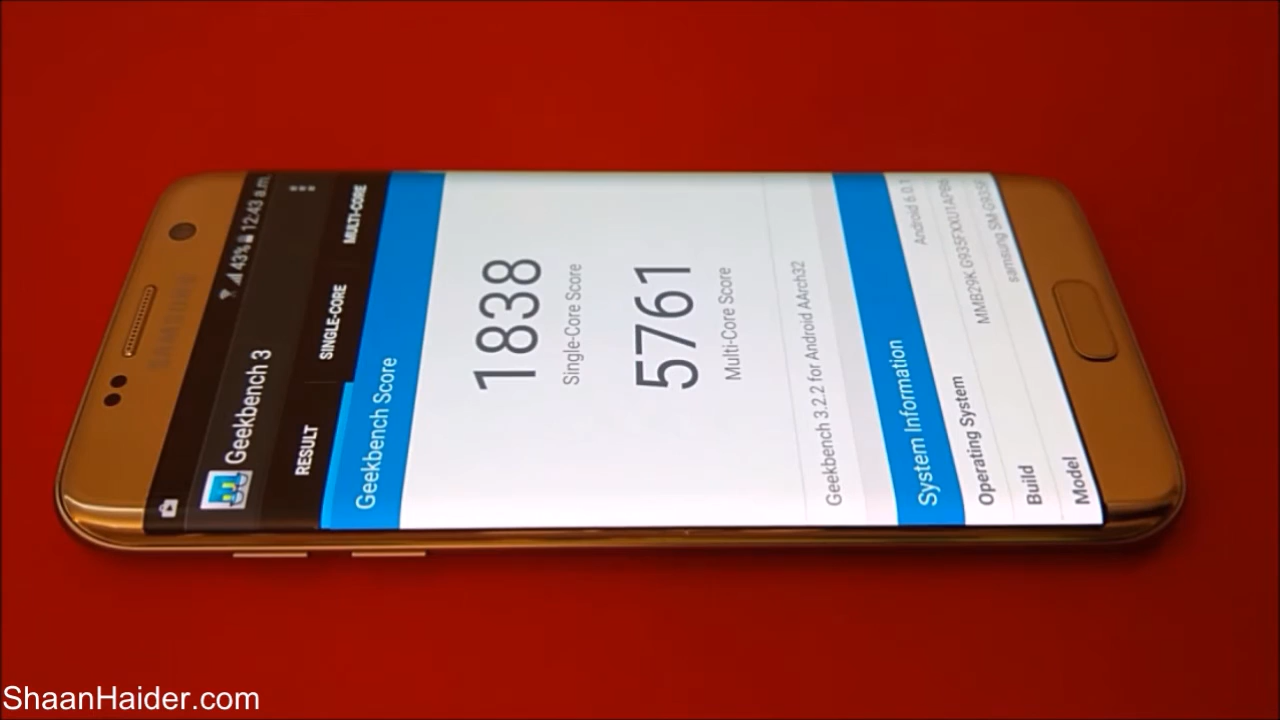 SAMSUNG
43% 12:43 a.m.
Geekbench 3
RESULT SINGLE-CORE MULTI-CORE
Geekbench Score
1838
Single-Core Score
5761
Multi-Core Score
Geekbench 3.2.2 for Android AArch32
System Information
Operating System Android 6.0.1
Build MMB29K.G935FXXU1APB6
Model samsung SM-G935F
ShaanHaider.com